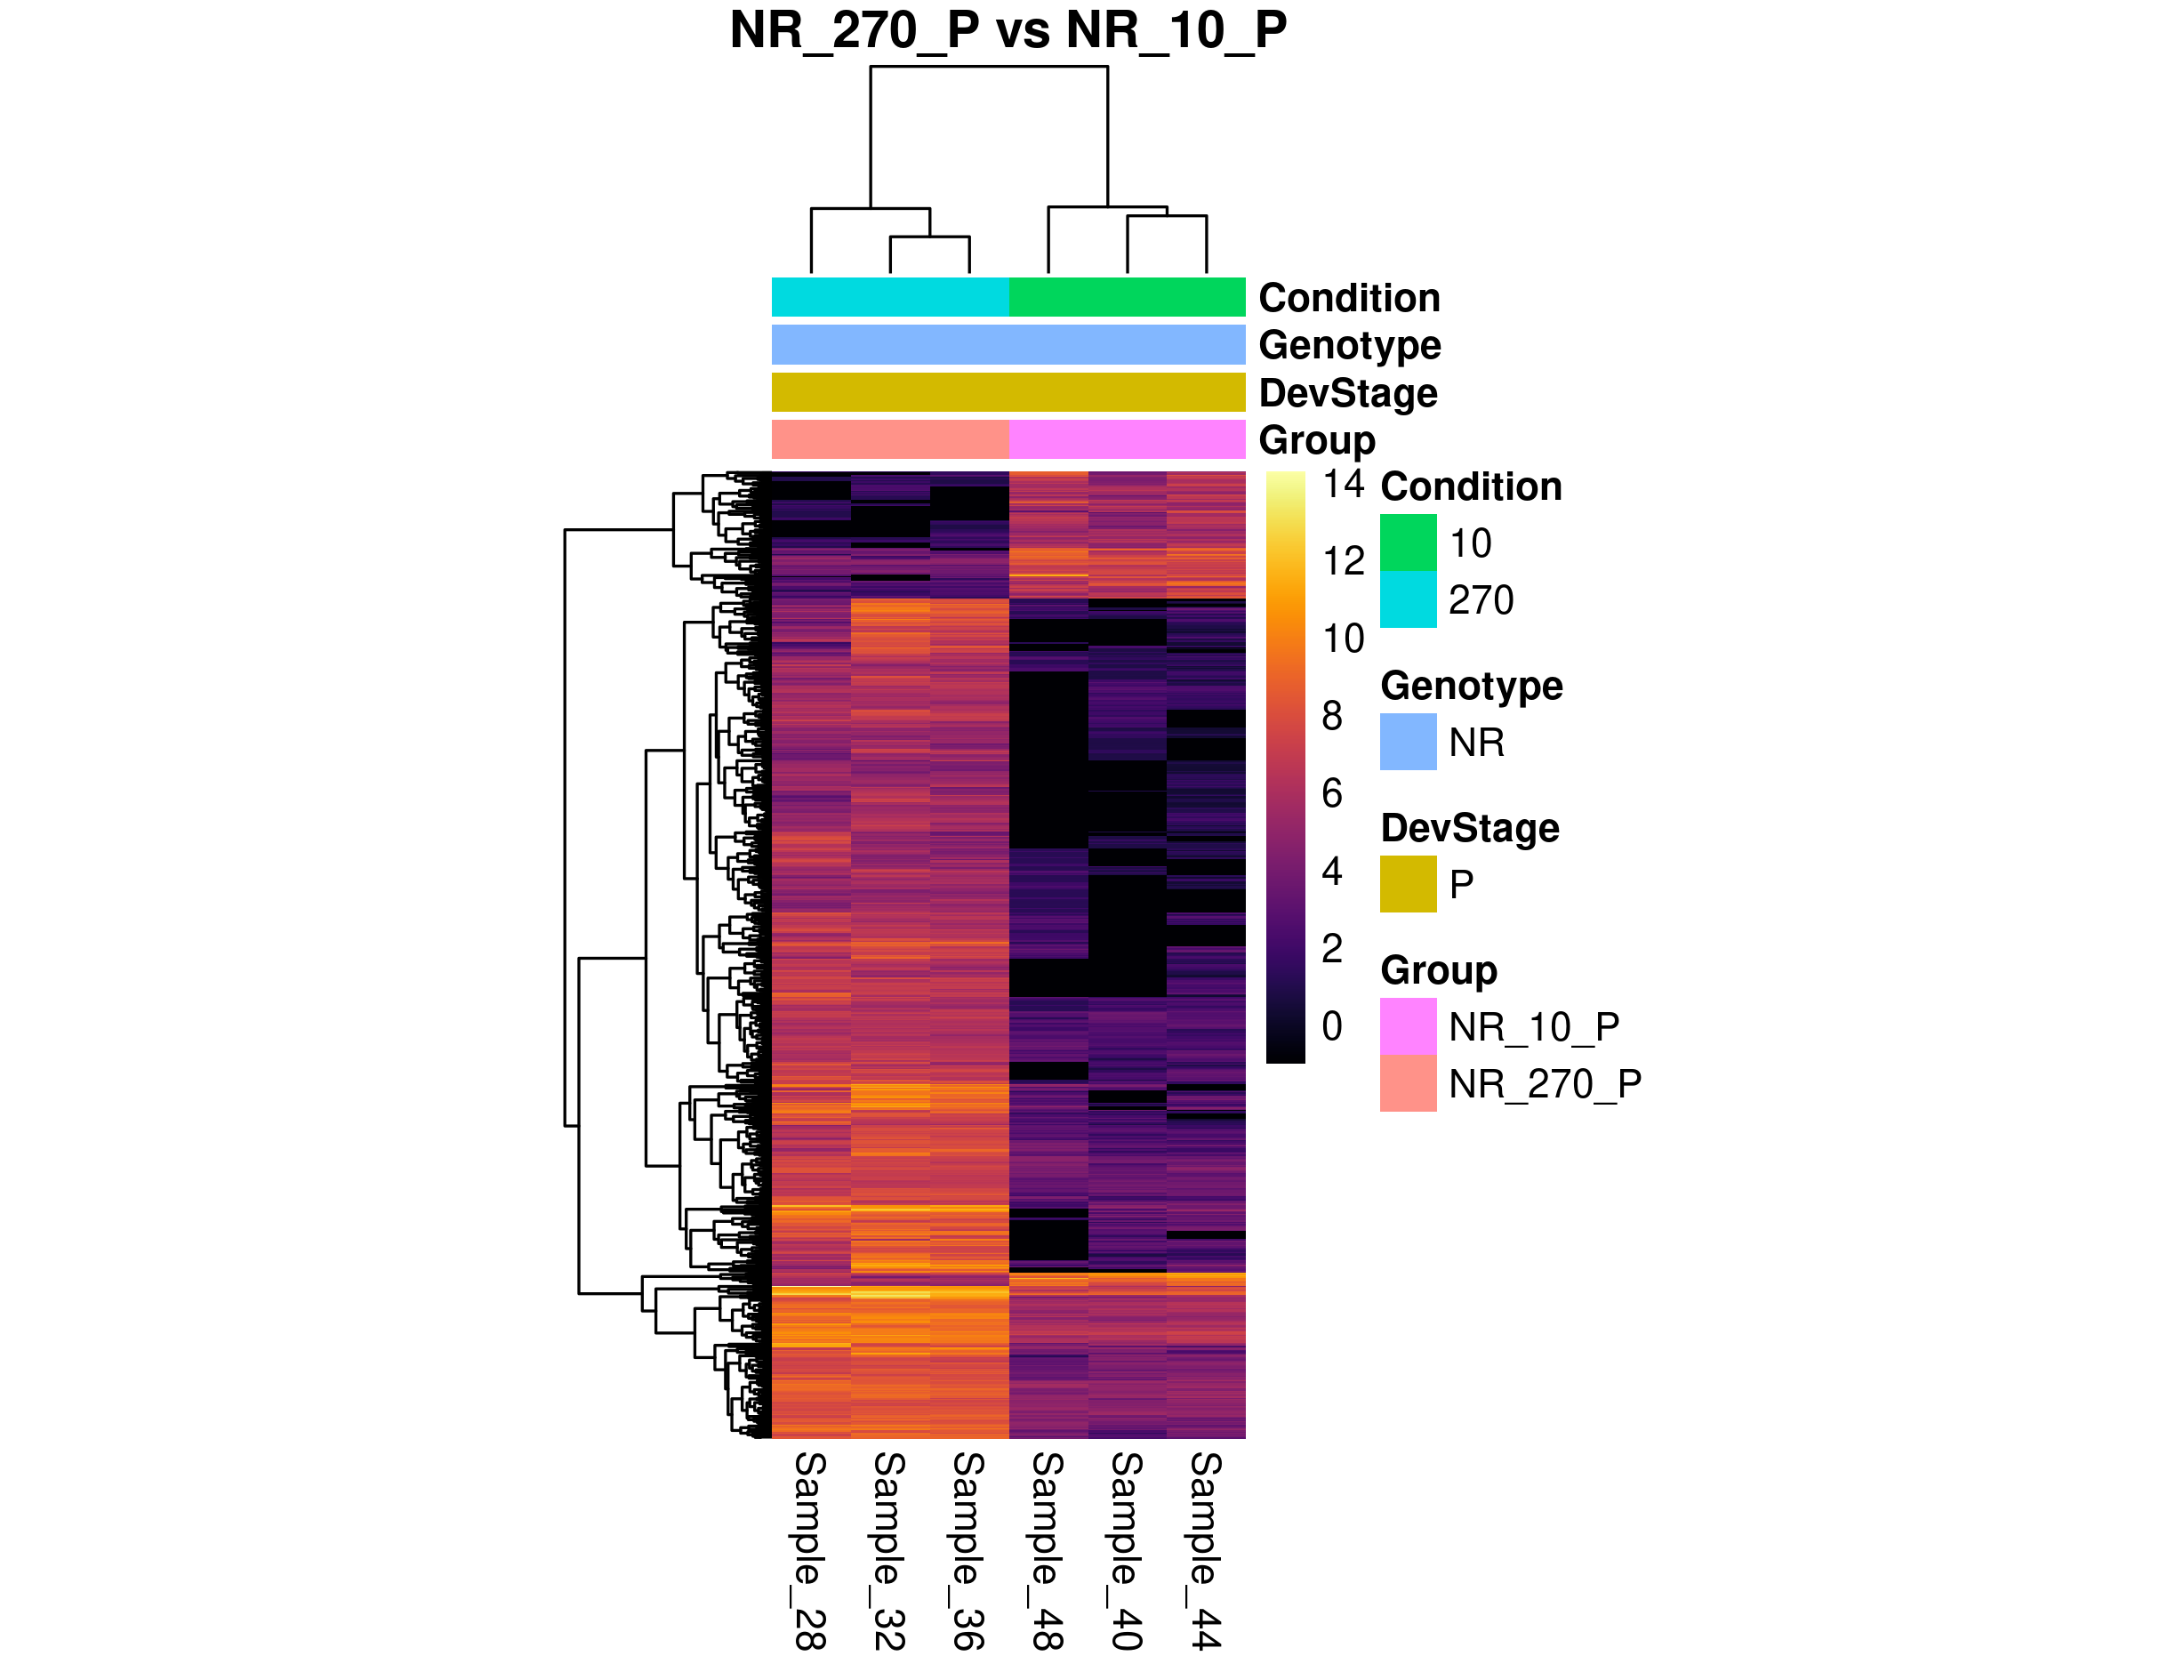 NR_270_P vs NR_10_P
Condition
Genotype
DevStage
Group
14
12
10
8
6
4
2
0
Condition
10
270
Genotype
NR
DevStage
P
Group
NR_10_P
NR_270_P
Sample_28
Sample_32
Sample_36
Sample_48
Sample_40
Sample_44